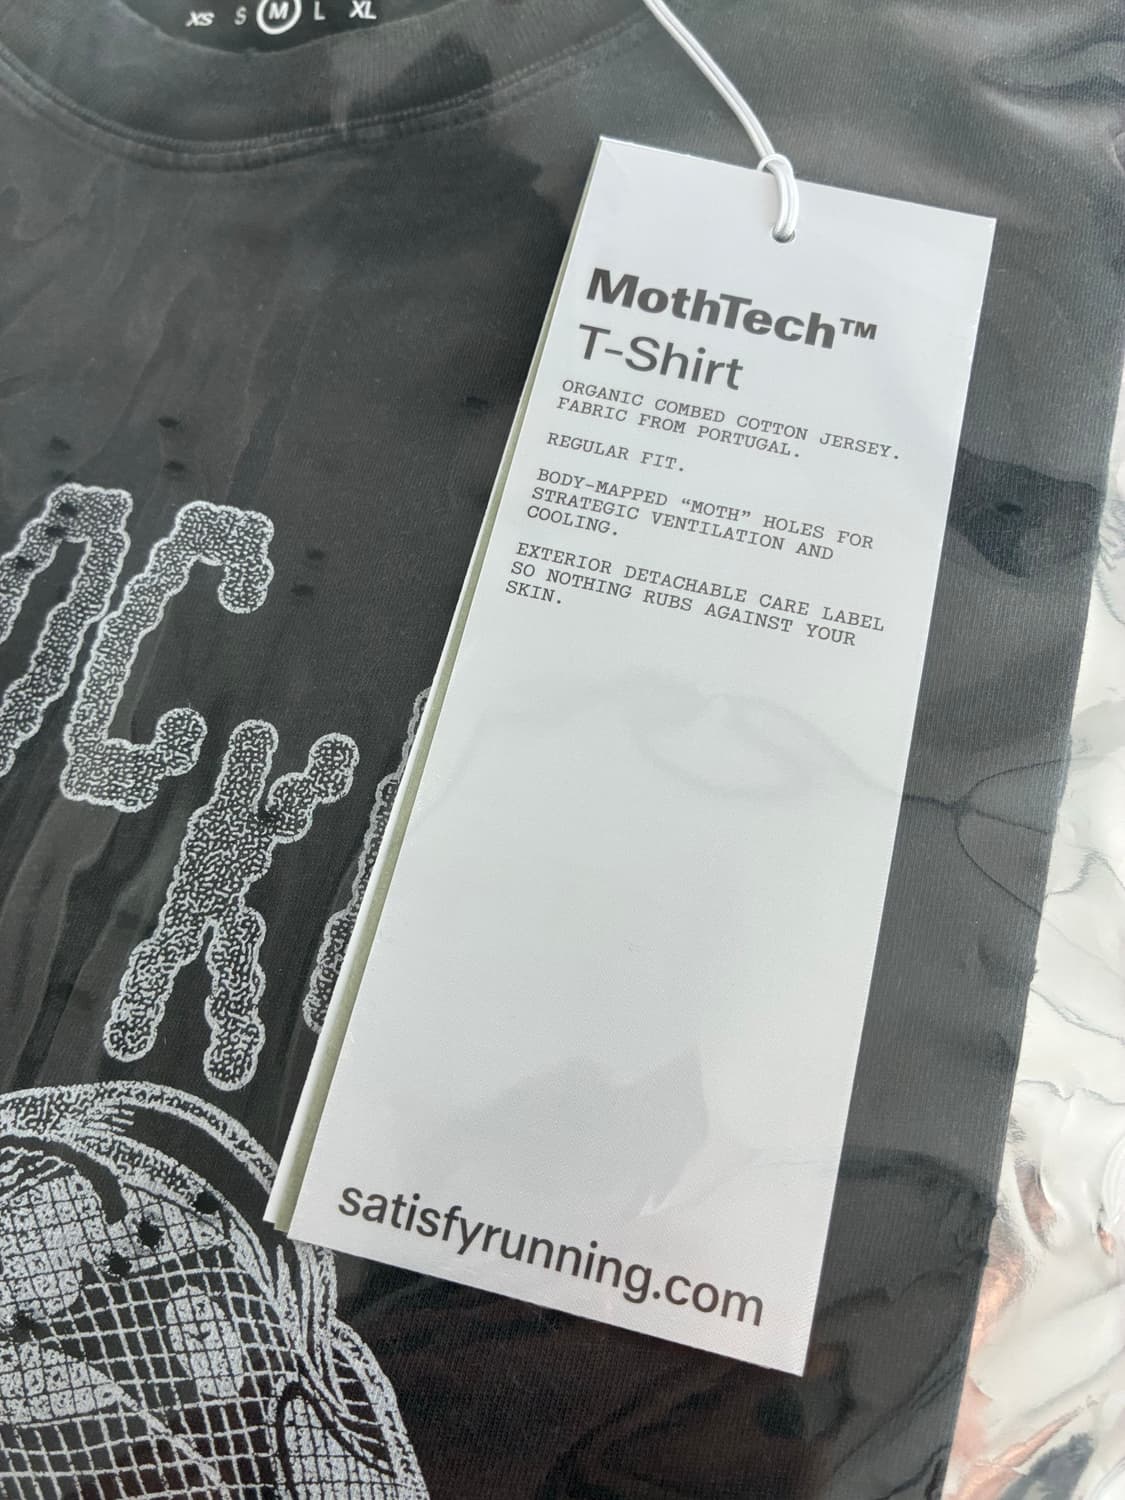 XS S M L XL
MothTech™
T-Shirt
ORGANIC COMBED COTTON JERSEY.
FABRIC FROM PORTUGAL.
REGULAR FIT.
BODY-MAPPED “MOTH” HOLES FOR
STRATEGIC VENTILATION AND
COOLING.
EXTERIOR DETACHABLE CARE LABEL
SO NOTHING RUBS AGAINST YOUR
SKIN.
satisfyrunning.com